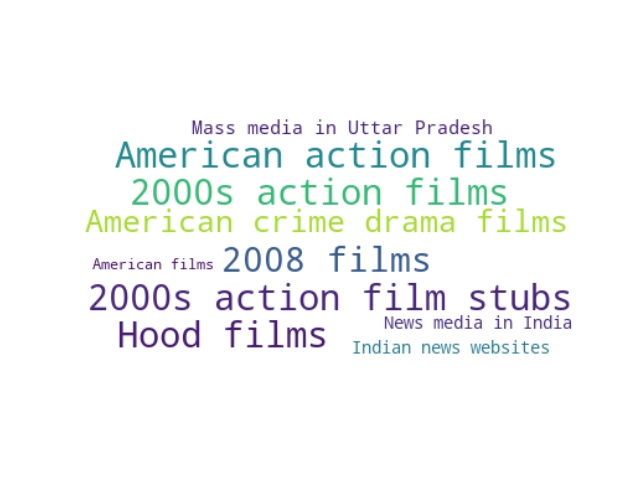 Mass media in Uttar Pradesh
American action films
2000s action films
American crime drama films
American films 2008 films
2000s action film stubs
Hood films News media in India
Indian news websites